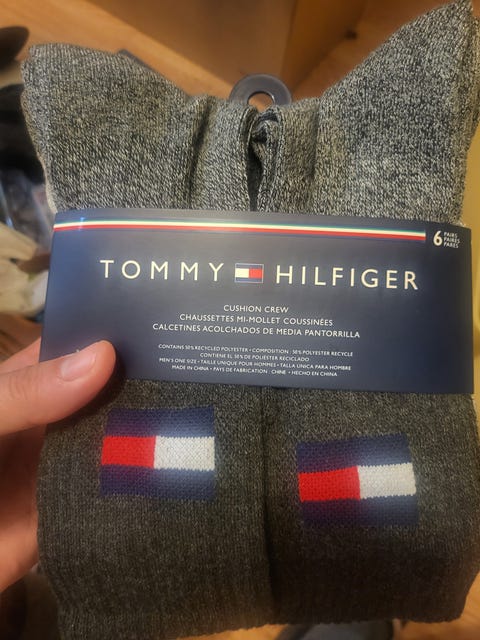 6 PAIRS
PAIRES
PARES
TOMMY HILFIGER
CUSHION CREW
CHAUSSETTES MI-MOLLET COUSSINÉES
CALCETINES ACOLCHADOS DE MEDIA PANTORRILLA
CONTAINS 50% RECYCLED POLYESTER • COMPOSITION : 50% POLYESTER RECYCLÉ
CONTIENE EL 50% DE POLIÉSTER RECICLADO
MEN'S ONE SIZE • TAILLE UNIQUE POUR HOMMES • TALLA UNICA PARA HOMBRE
MADE IN CHINA • PAYS DE FABRICATION : CHINE • HECHO EN CHINA